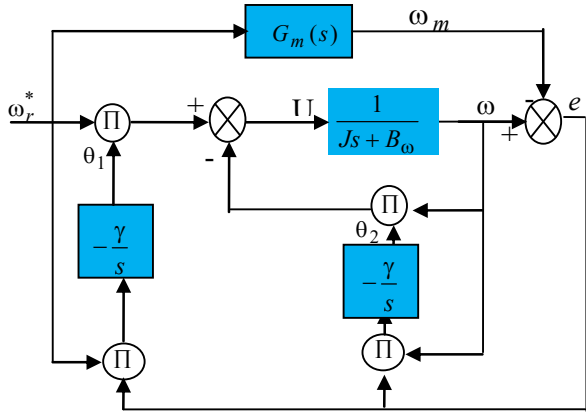 G_m(s)
ω_m
ω_r^*
Π
θ_1
+
-
U
1
Js + B_ω
ω
-
+
e
Π
θ_2
-γ
s
-γ
s
Π
Π